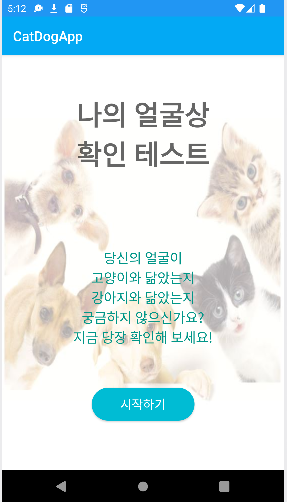 5:12
CatDogApp
나의 얼굴상
확인 테스트
당신의 얼굴이
고양이와 닮았는지
강아지와 닮았는지
궁금하지 않으신가요?
지금 당장 확인해 보세요!
시작하기